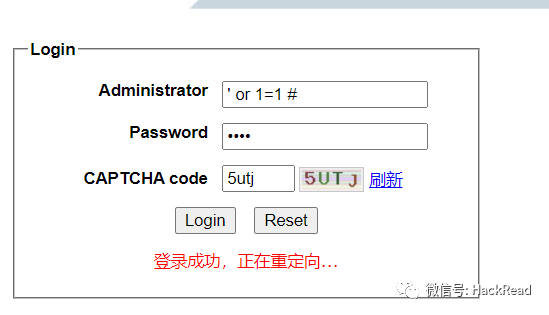 Login
Administrator ' or 1=1 #
Password ••••
CAPTCHA code 5utj 5UTJ 刷新
Login Reset
登录成功，正在重定向...
微信号: HackRead